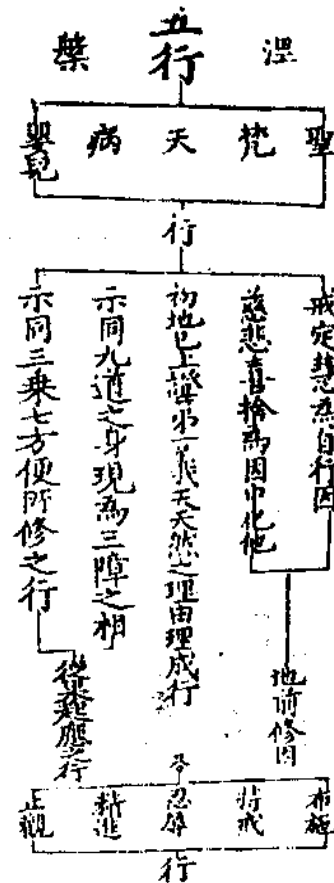 涅
五行
槃
聖
梵
天
病
嬰兒
行
戒定慧為自行因
慈悲喜捨為因中化他
初地已上證第一義天天然之理由理成行
示同九道之身現為三障之相
示同三乘七方便所修之行
地前修因
從果起應之行
布施
持戒
忍辱
精進
止觀
行